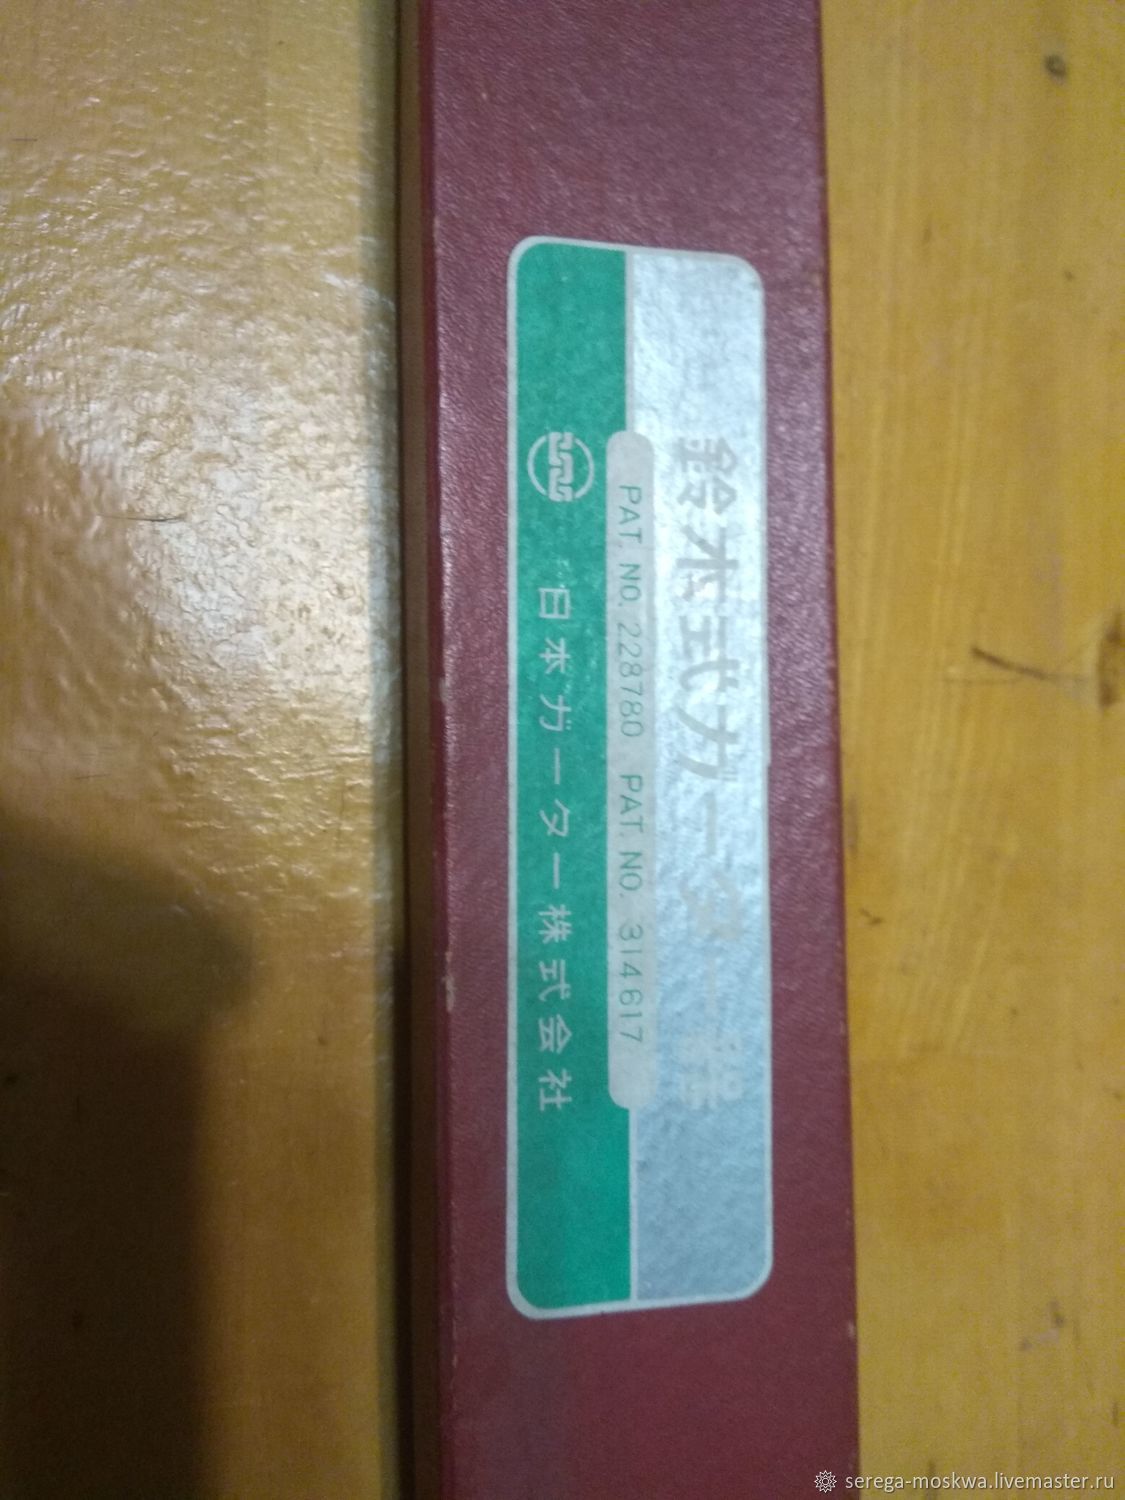 鈴木式ガーター器
PAT. NO. 228780 PAT. NO. 314617
日本ガーター株式会社
serega-moskwa.livemaster.ru